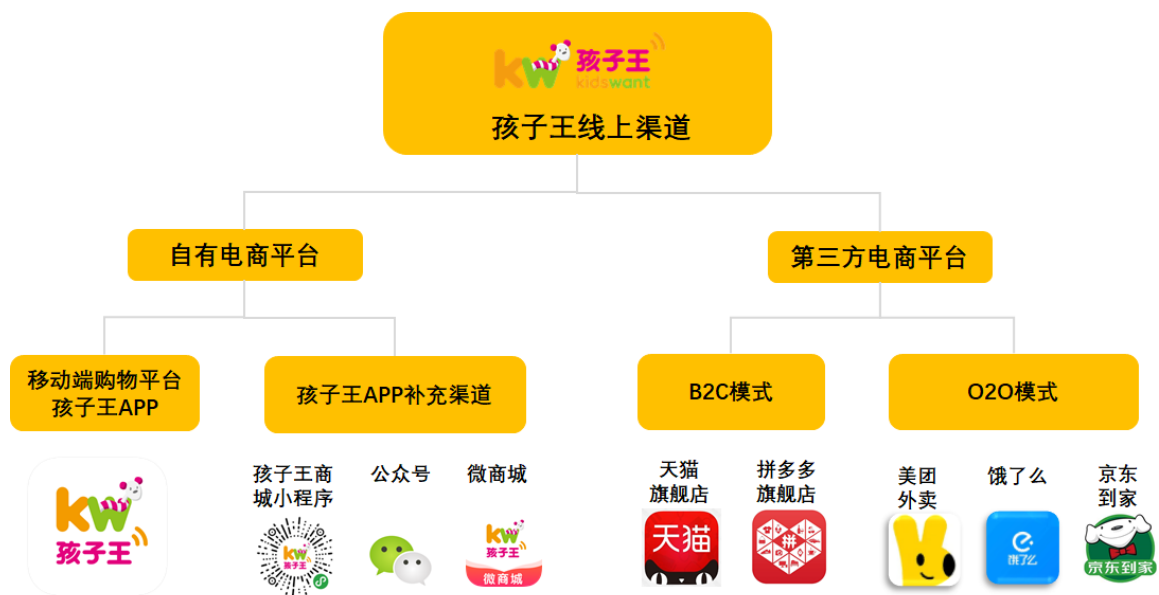 kw 孩子王
kidswant
孩子王线上渠道
自有电商平台
第三方电商平台
移动端购物平台
孩子王APP
孩子王APP补充渠道
B2C模式
O2O模式
孩子王商
城小程序
公众号
微商城
天猫
旗舰店
拼多多
旗舰店
美团
外卖
饿了么
京东
到家
kw
孩子王
kw
孩子王
kw
孩子王
微商城
天猫
拼
e
饿了么
京东到家